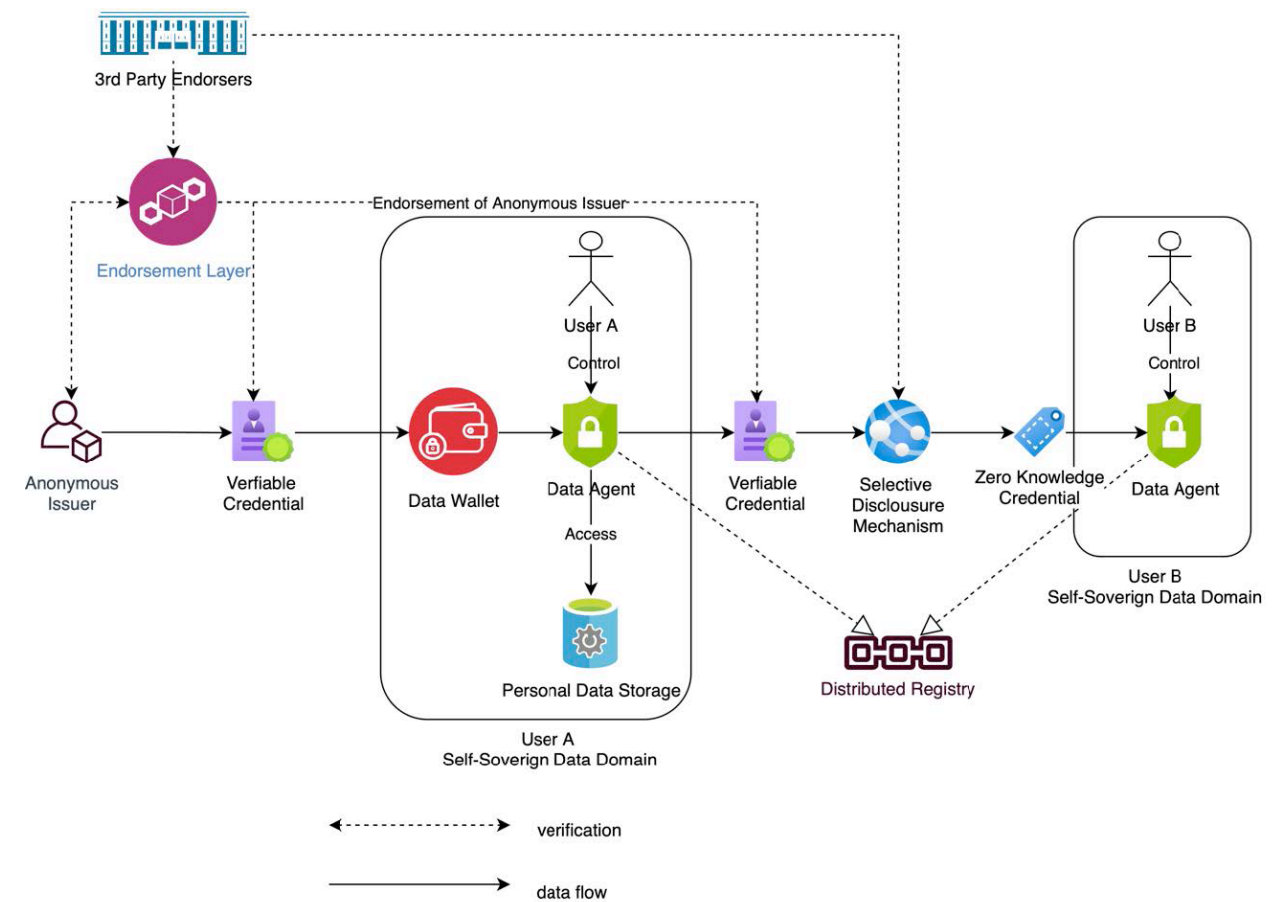 3rd Party Endorsers
Endorsement of Anonymous Issuer
Endorsement Layer
User A
User B
Control
Control
Anonymous
Issuer
Verfiable
Credential
Data Wallet
Data Agent
Verfiable
Credential
Selective
Disclousure
Mechanism
Zero Knowledge
Credential
Data Agent
Access
User B
Self-Soverign Data Domain
Personal Data Storage
Distributed Registry
User A
Self-Soverign Data Domain
verification
data flow